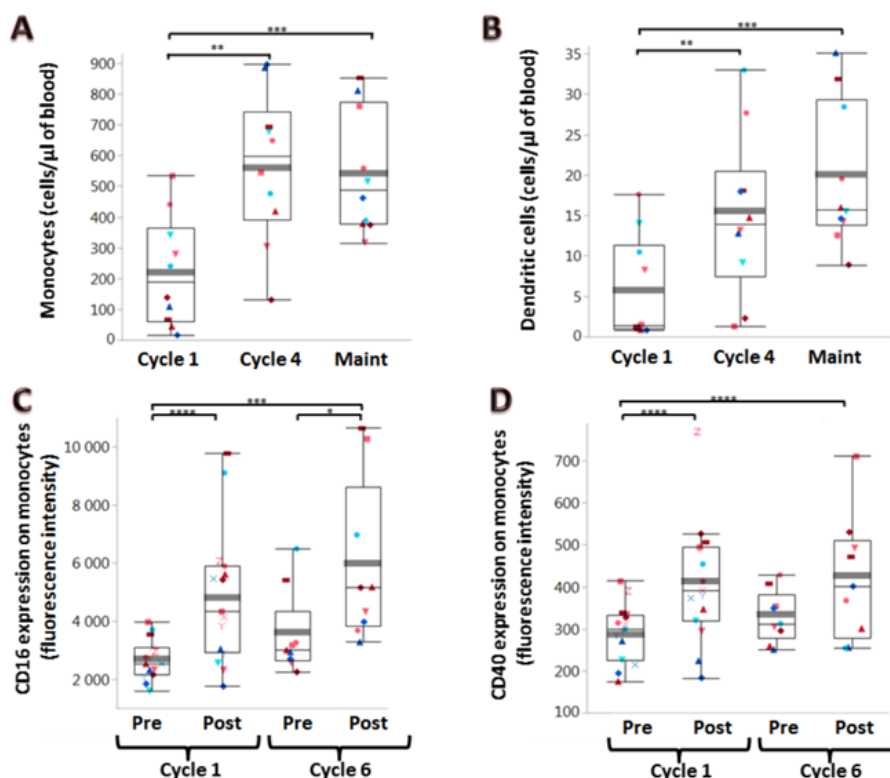 A
***
**
Monocytes (cells/µl of blood)
900
800
700
600
500
400
300
200
100
0
Cycle 1 Cycle 4 Maint
B
***
**
Dendritic cells (cells/µl of blood)
35
30
25
20
15
10
5
0
Cycle 1 Cycle 4 Maint
C
***
**** *
CD16 expression on monocytes
(fluorescence intensity)
10 000
8 000
6 000
4 000
2 000
Z
Y
Pre Post Pre Post
Cycle 1 Cycle 6
D
****
****
CD40 expression on monocytes
(fluorescence intensity)
700
600
500
400
300
200
100
Z
Z
Y
Pre Post Pre Post
Cycle 1 Cycle 6